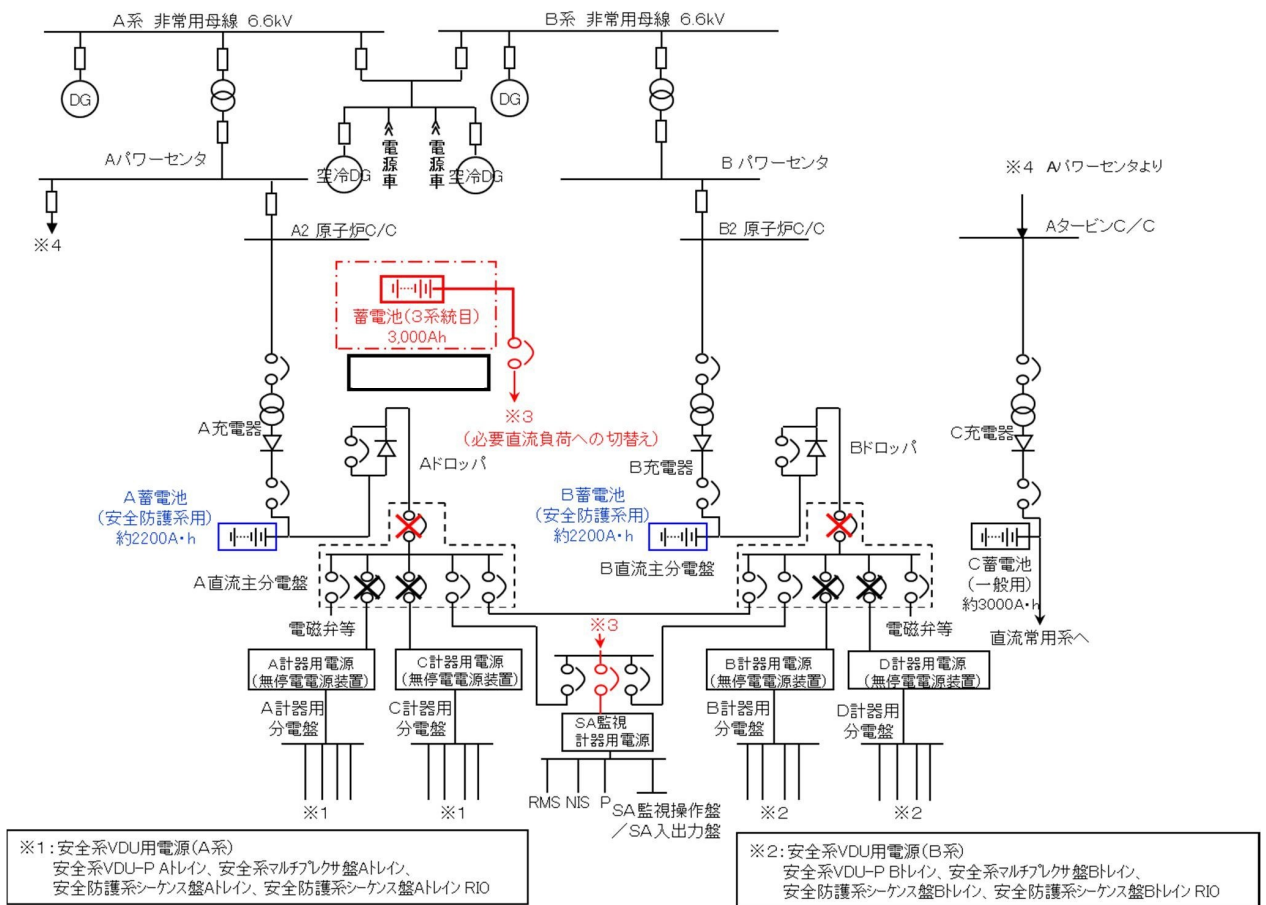 A系 非常用母線 6.6kV
B系 非常用母線 6.6kV
DG
DG
電源車
電源車
空冷DG
空冷DG
Aパワーセンタ
B パワーセンタ
※4 Aパワーセンタより
※4
A2 原子炉C/C
B2 原子炉C/C
AタービンC/C
蓄電池(3系統目)
3,000Ah
※3
(必要直流負荷への切替え)
A充電器
Aドロッパ
B充電器
Bドロッパ
C充電器
A蓄電池
(安全防護系用)
約2200A・h
B蓄電池
(安全防護系用)
約2200A・h
C蓄電池
(一般用)
約3000A・h
A直流主分電盤
B直流主分電盤
直流常用系へ
電磁弁等
※3
電磁弁等
A計器用電源
(無停電電源装置)
C計器用電源
(無停電電源装置)
B計器用電源
(無停電電源装置)
D計器用電源
(無停電電源装置)
A計器用
分電盤
C計器用
分電盤
SA監視
計器用電源
B計器用
分電盤
D計器用
分電盤
※1
※1
RMS NIS P
SA監視操作盤
/SA入出力盤
※2
※2
※1:安全系VDU用電源(A系)
安全系VDU-P Aトレイン、安全系マルチプレクサ盤Aトレイン、
安全防護系シーケンス盤Aトレイン、安全防護系シーケンス盤Aトレイン RIO
※2:安全系VDU用電源(B系)
安全系VDU-P Bトレイン、安全系マルチプレクサ盤Bトレイン、
安全防護系シーケンス盤Bトレイン、安全防護系シーケンス盤Bトレイン RIO